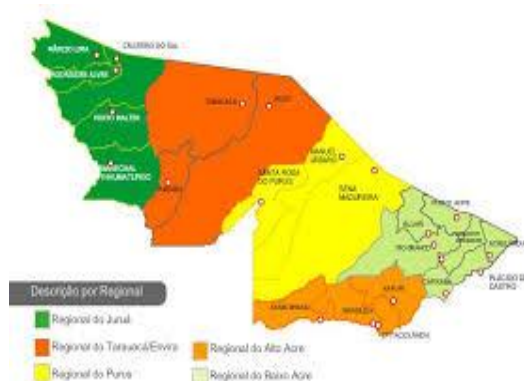 MÂNCIO LIMA
CRUZEIRO DO SUL
RODRIGUES ALVES
PORTO WALTER
MARECHAL
THAUMATURGO
TARAUACÁ
FEIJÓ
JORDÃO
MANUEL
URBANO
SANTA ROSA
DO PURUS
SENA
MADUREIRA
PORTO ACRE
BUJARI
RIO BRANCO
CAPIXABA
PLÁCIDO DE
CASTRO
XAPURI
ASSIS BRASIL
BRASILÉIA
EPITACIOLÂNDIA
Descrição por Regional
Regional do Juruá
Regional do Tarauacá/Envira
Regional do Purus
Regional do Alto Acre
Regional do Baixo Acre